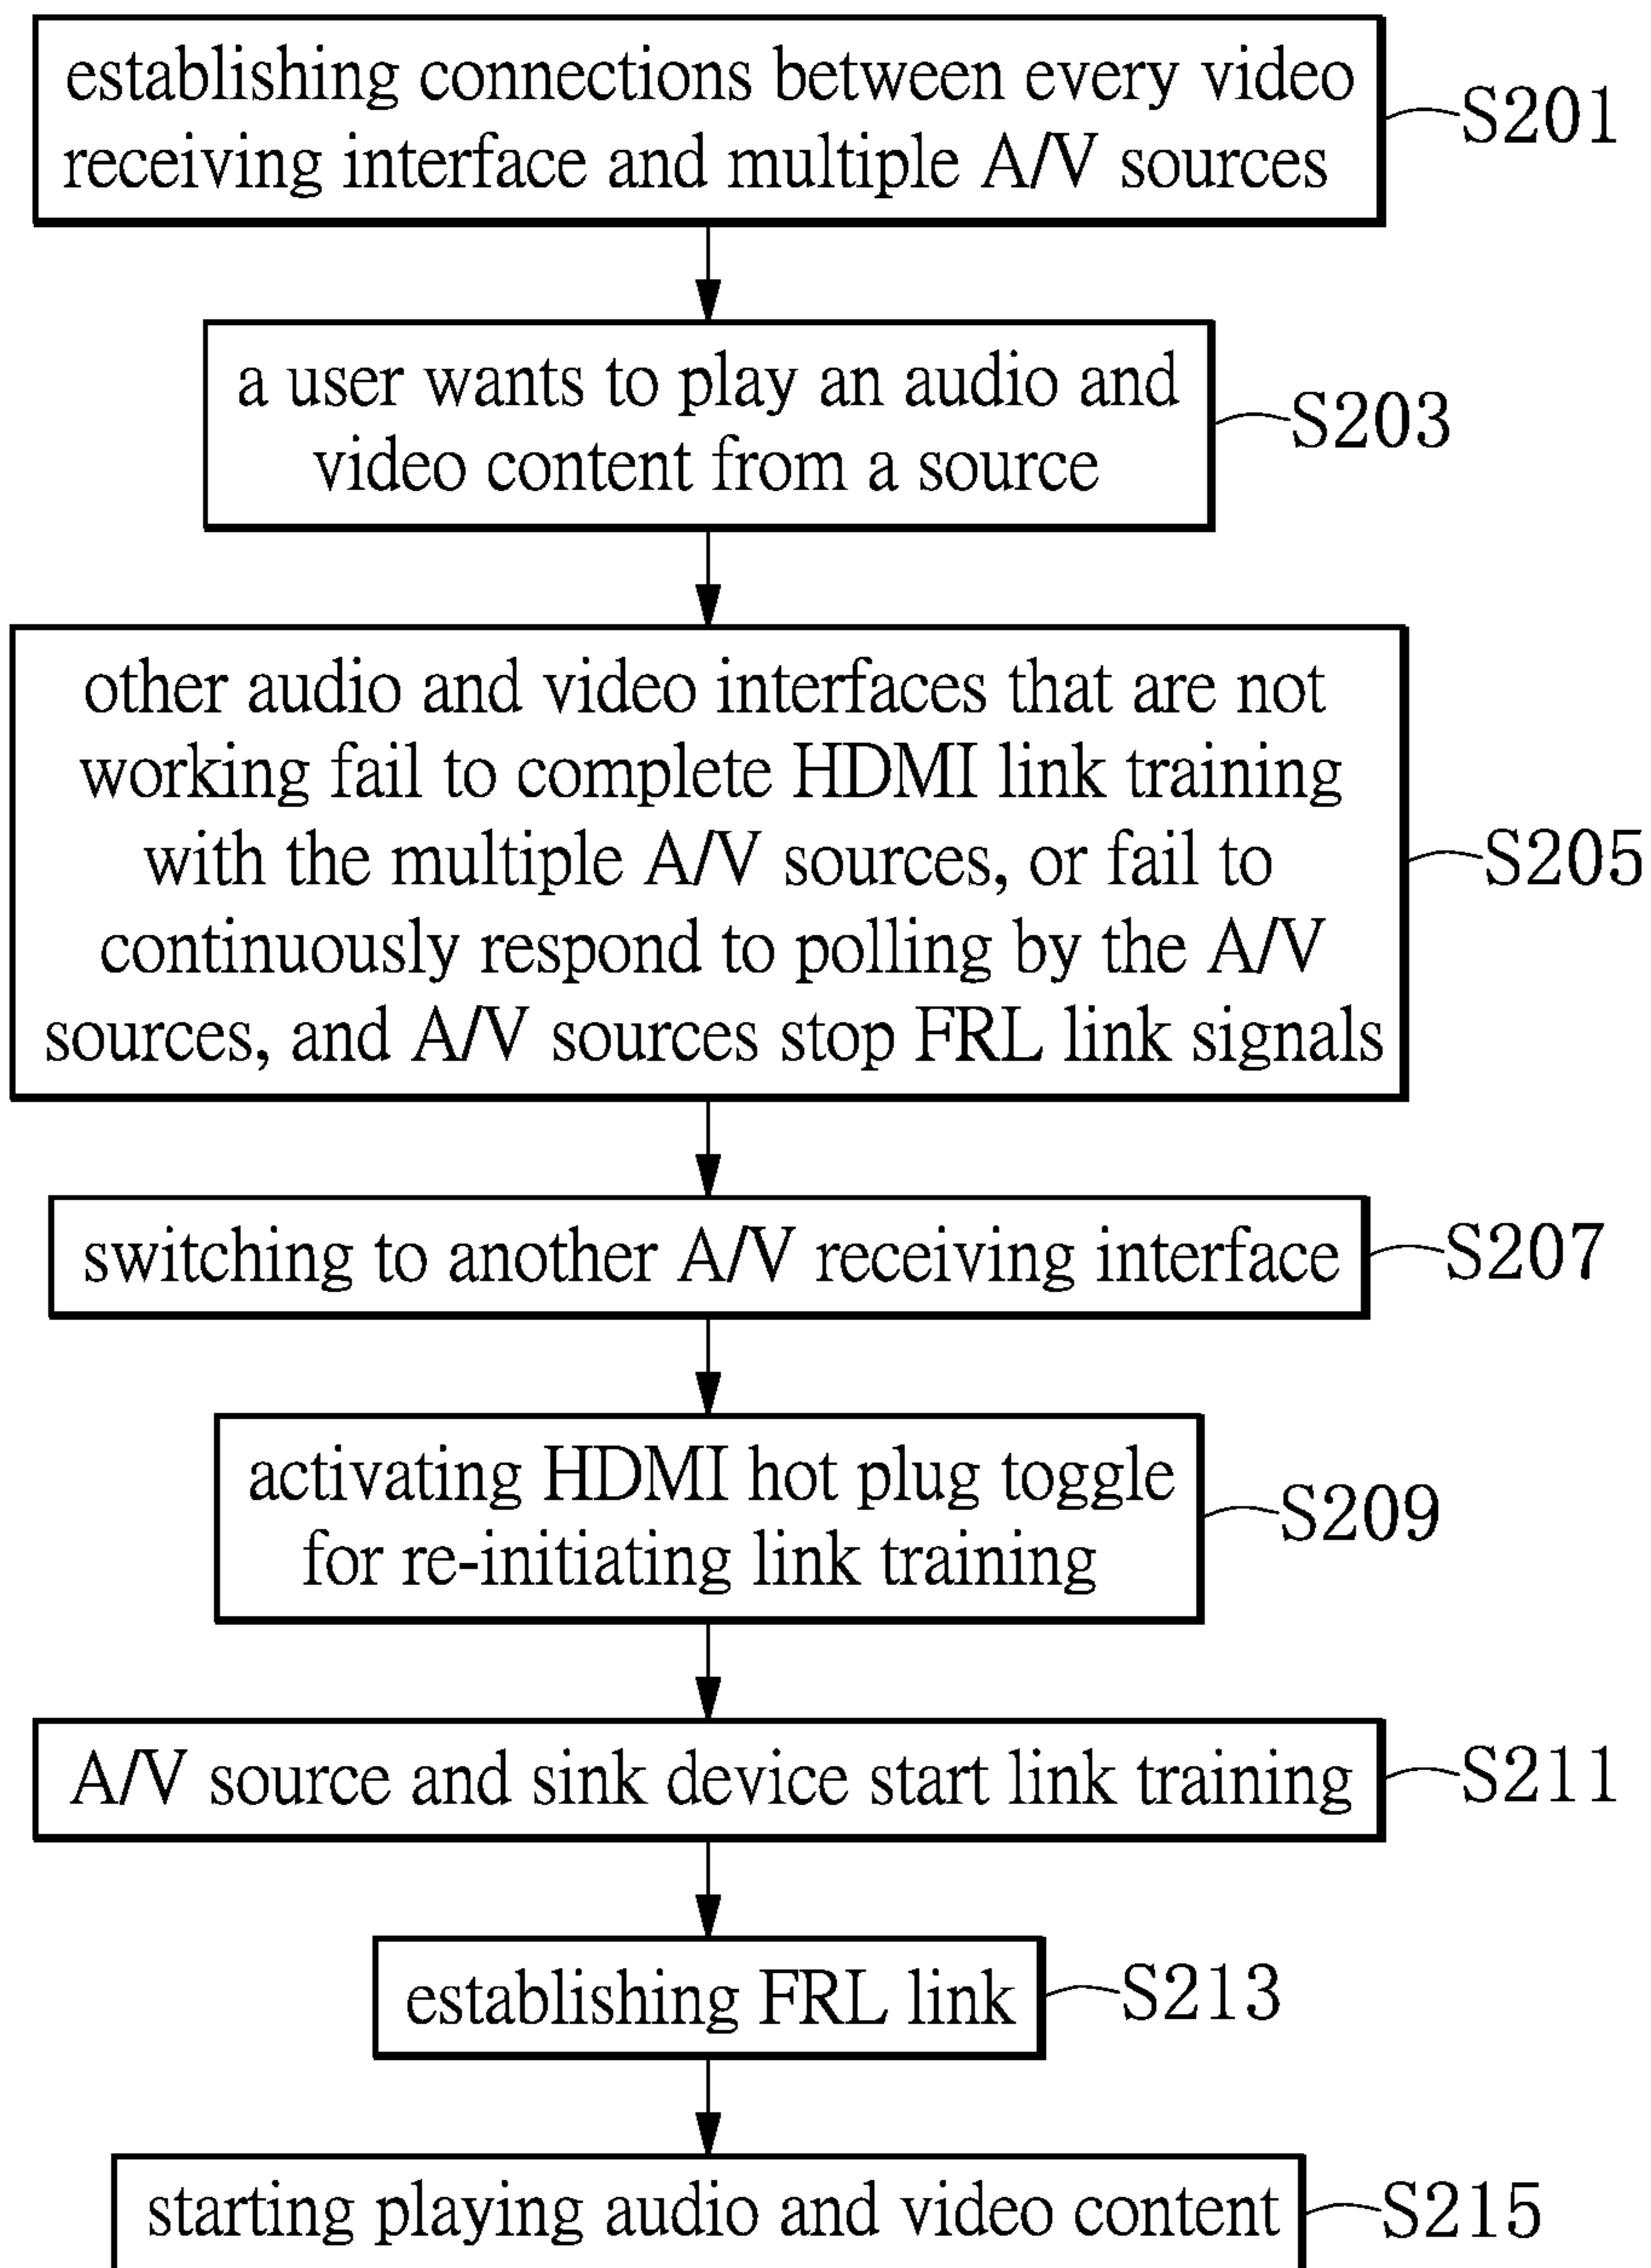 establishing connections between every video
receiving interface and multiple A/V sources
S201
a user wants to play an audio and
video content from a source
S203
other audio and video interfaces that are not
working fail to complete HDMI link training
with the multiple A/V sources, or fail to
continuously respond to polling by the A/V
sources, and A/V sources stop FRL link signals
S205
switching to another A/V receiving interface
S207
activating HDMI hot plug toggle
for re-initiating link training
S209
A/V source and sink device start link training
S211
establishing FRL link
S213
starting playing audio and video content
S215